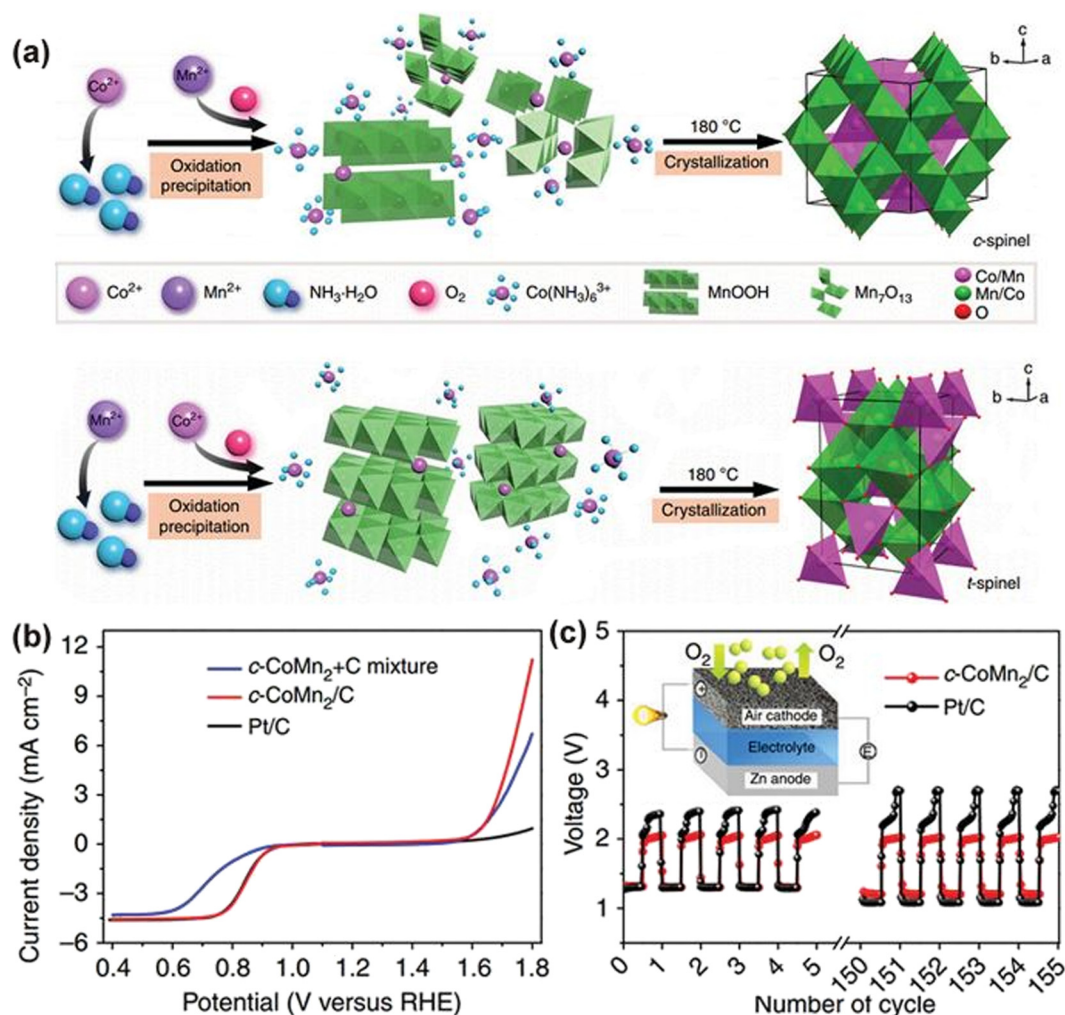 (a)
Co²⁺
Mn²⁺
Oxidation
precipitation
180 °C
Crystallization
c
b
a
c-spinel
Co²⁺
Mn²⁺
NH₃·H₂O
O₂
Co(NH₃)₆³⁺
MnOOH
Mn₇O₁₃
Co/Mn
Mn/Co
O
Mn²⁺
Co²⁺
Oxidation
precipitation
180 °C
Crystallization
c
b
a
t-spinel
(b)
12
9
6
3
0
−3
−6
Current density (mA cm⁻²)
c-CoMn₂+C mixture
c-CoMn₂/C
Pt/C
0.4
0.6
0.8
1.0
1.2
1.4
1.6
1.8
Potential (V versus RHE)
(c)
5
4
3
2
1
Voltage (V)
O₂
O₂
+
Air cathode
Electrolyte
−
Zn anode
E
c-CoMn₂/C
Pt/C
0
1
2
3
4
5
150
151
152
153
154
155
Number of cycle